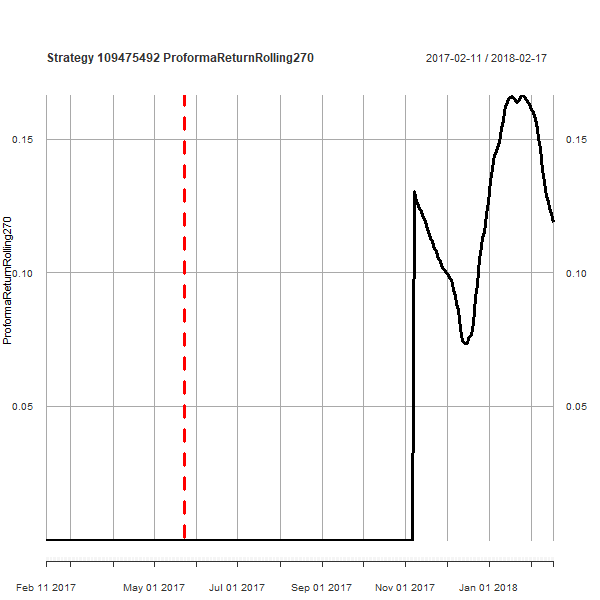 Strategy 109475492 ProformaReturnRolling270
2017-02-11 / 2018-02-17
0.15 0.15
0.10 0.10
0.05 0.05
ProformaReturnRolling270
Feb 11 2017 May 01 2017 Jul 01 2017 Sep 01 2017 Nov 01 2017 Jan 01 2018